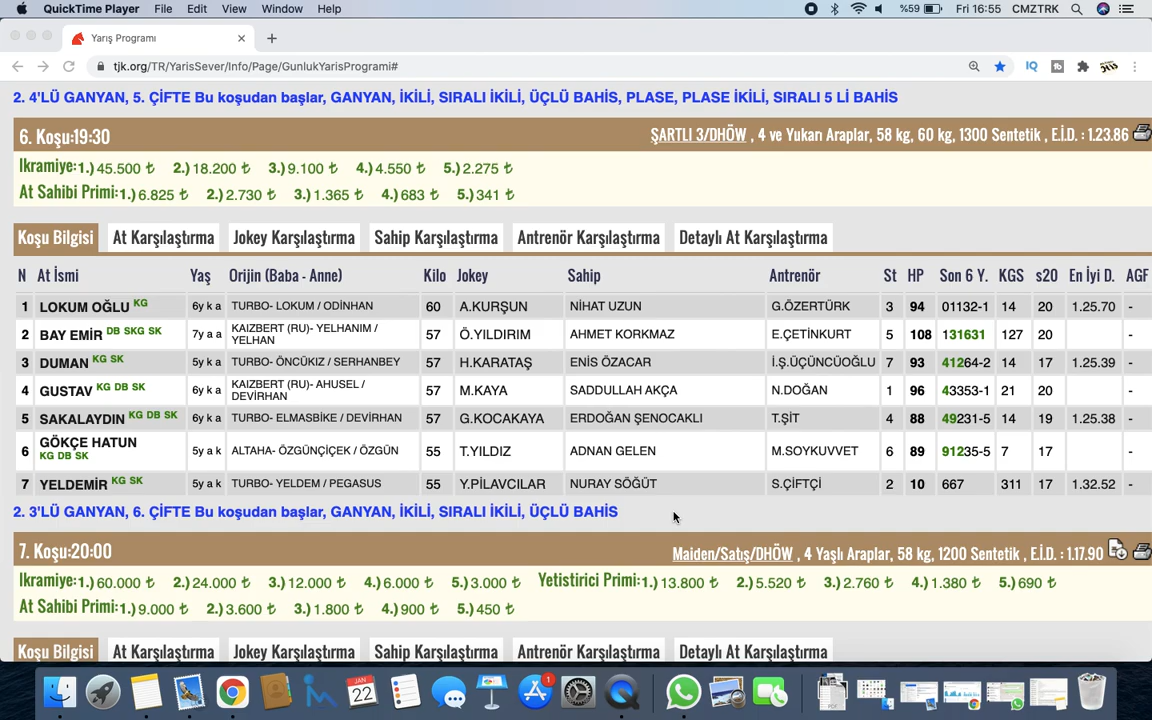 QuickTime Player File Edit View Window Help %59 Fri 16:55 CMZTRK
Yarış Programı
tjk.org/TR/YarisSever/Info/Page/GunlukYarisProgrami#
2. 4'LÜ GANYAN, 5. ÇİFTE Bu koşudan başlar, GANYAN, İKİLİ, SIRALI İKİLİ, ÜÇLÜ BAHİS, PLASE, PLASE İKİLİ, SIRALI 5 Lİ BAHİS
6. Koşu:19:30 ŞARTLI 3/DHÖW , 4 ve Yukarı Araplar, 58 kg, 60 kg, 1300 Sentetik , E.İ.D. : 1.23.86
Ikramiye:1.) 45.500 ₺ 2.) 18.200 ₺ 3.) 9.100 ₺ 4.) 4.550 ₺ 5.) 2.275 ₺
At Sahibi Primi:1.) 6.825 ₺ 2.) 2.730 ₺ 3.) 1.365 ₺ 4.) 683 ₺ 5.) 341 ₺
Koşu Bilgisi At Karşılaştırma Jokey Karşılaştırma Sahip Karşılaştırma Antrenör Karşılaştırma Detaylı At Karşılaştırma
N At İsmi Yaş Orijin (Baba - Anne) Kilo Jokey Sahip Antrenör St HP Son 6 Y. KGS s20 En İyi D. AGF
1 LOKUM OĞLU KG 6y k a TURBO- LOKUM / ODİNHAN 60 A.KURŞUN NİHAT UZUN G.ÖZERTÜRK 3 94 01132-1 14 20 1.25.70 -
2 BAY EMİR DB SKG SK 7y a a KAIZBERT (RU)- YELHANIM / YELHAN 57 Ö.YILDIRIM AHMET KORKMAZ E.ÇETİNKURT 5 108 131631 127 20 -
3 DUMAN KG SK 5y k a TURBO- ÖNCÜKIZ / SERHANBEY 57 H.KARATAŞ ENİS ÖZACAR İ.Ş.ÜÇÜNCÜOĞLU 7 93 41264-2 14 17 1.25.39 -
4 GUSTAV KG DB SK 6y k a KAIZBERT (RU)- AHUSEL / DEVİRHAN 57 M.KAYA SADDULLAH AKÇA N.DOĞAN 1 96 43353-1 21 20 -
5 SAKALAYDIN KG DB SK 6y k a TURBO- ELMASBİKE / DEVİRHAN 57 G.KOCAKAYA ERDOĞAN ŞENOCAKLI T.ŞİT 4 88 49231-5 14 19 1.25.38 -
6 GÖKÇE HATUN KG DB SK 5y a k ALTAHA- ÖZGÜNÇİÇEK / ÖZGÜN 55 T.YILDIZ ADNAN GELEN M.SOYKUVVET 6 89 91235-5 7 17 -
7 YELDEMİR KG SK 5y a k TURBO- YELDEM / PEGASUS 55 Y.PİLAVCILAR NURAY SÖĞÜT S.ÇİFTÇİ 2 10 667 311 17 1.32.52 -
2. 3'LÜ GANYAN, 6. ÇİFTE Bu koşudan başlar, GANYAN, İKİLİ, SIRALI İKİLİ, ÜÇLÜ BAHİS
7. Koşu:20:00 Maiden/Satış/DHÖW , 4 Yaşlı Araplar, 58 kg, 1200 Sentetik , E.İ.D. : 1.17.90
Ikramiye:1.) 60.000 ₺ 2.) 24.000 ₺ 3.) 12.000 ₺ 4.) 6.000 ₺ 5.) 3.000 ₺ Yetistirici Primi:1.) 13.800 ₺ 2.) 5.520 ₺ 3.) 2.760 ₺ 4.) 1.380 ₺ 5.) 690 ₺
At Sahibi Primi:1.) 9.000 ₺ 2.) 3.600 ₺ 3.) 1.800 ₺ 4.) 900 ₺ 5.) 450 ₺
Koşu Bilgisi At Karşılaştırma Jokey Karşılaştırma Sahip Karşılaştırma Antrenör Karşılaştırma Detaylı At Karşılaştırma
22
1